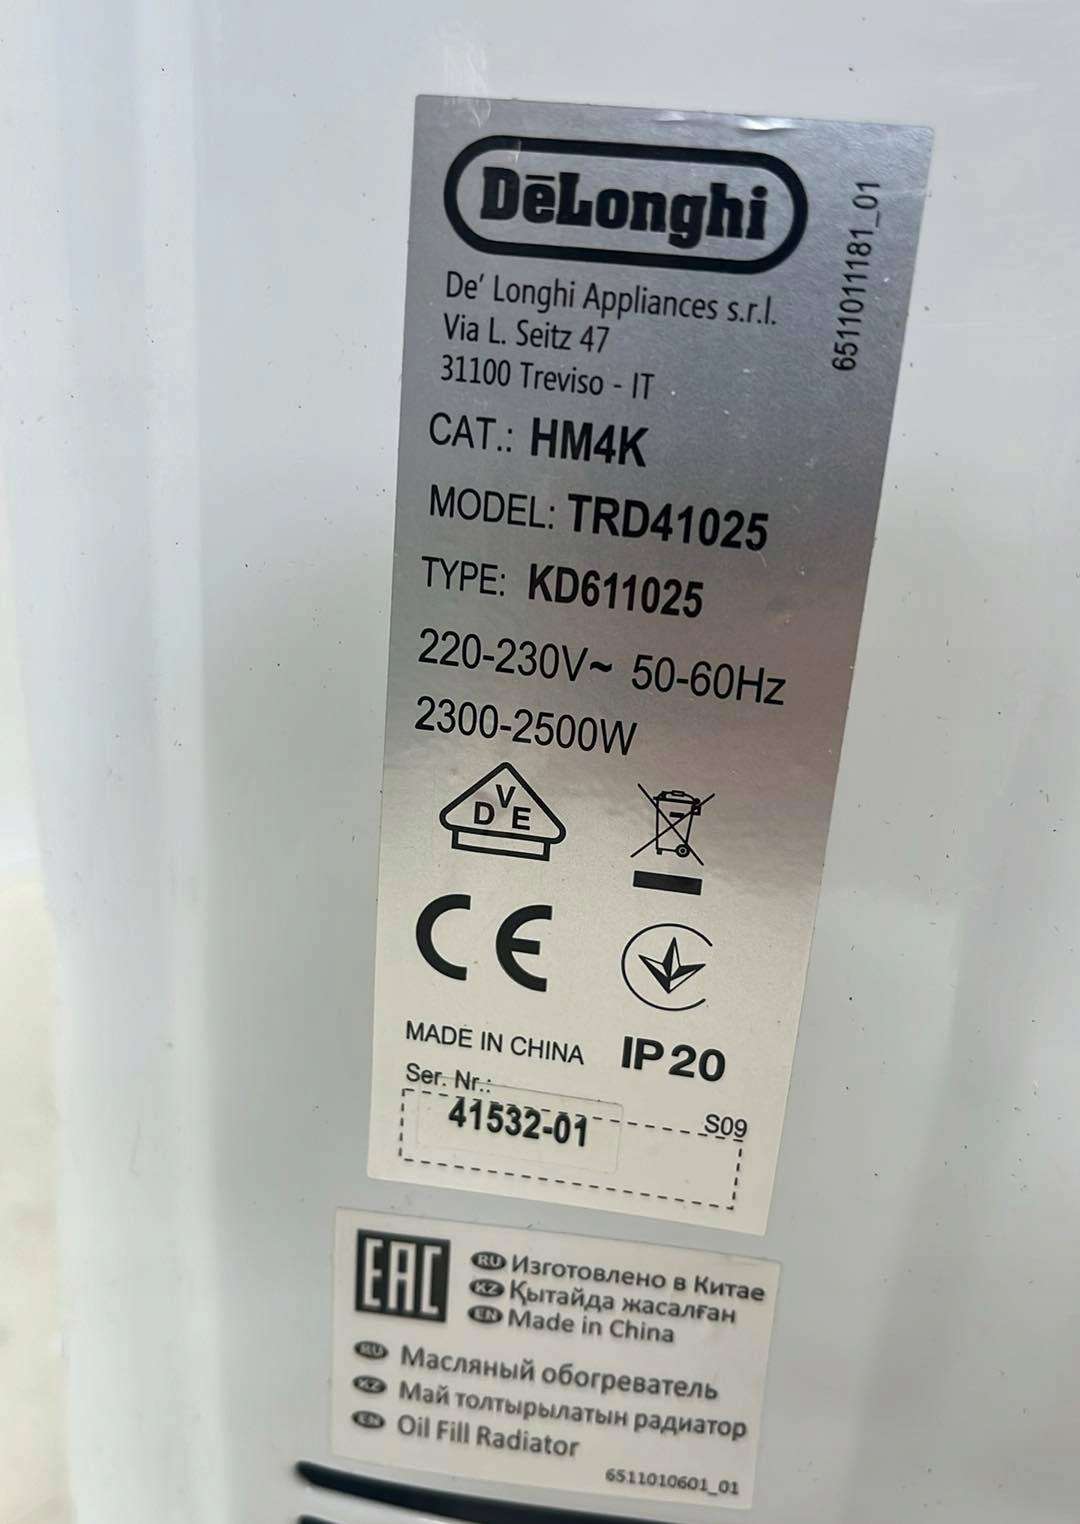 DēLonghi
6511011181_01
De' Longhi Appliances s.r.l.
Via L. Seitz 47
31100 Treviso - IT
CAT.: HM4K
MODEL: TRD41025
TYPE: KD611025
220-230V~ 50-60Hz
2300-2500W
DVE
CE
MADE IN CHINA IP20
Ser. Nr.:
41532-01 S09
EAC
RU Изготовлено в Китае
KZ Қытайда жасалған
EN Made in China
RU Масляный обогреватель
KZ Май толтырылатын радиатор
EN Oil Fill Radiator
6511010601_01